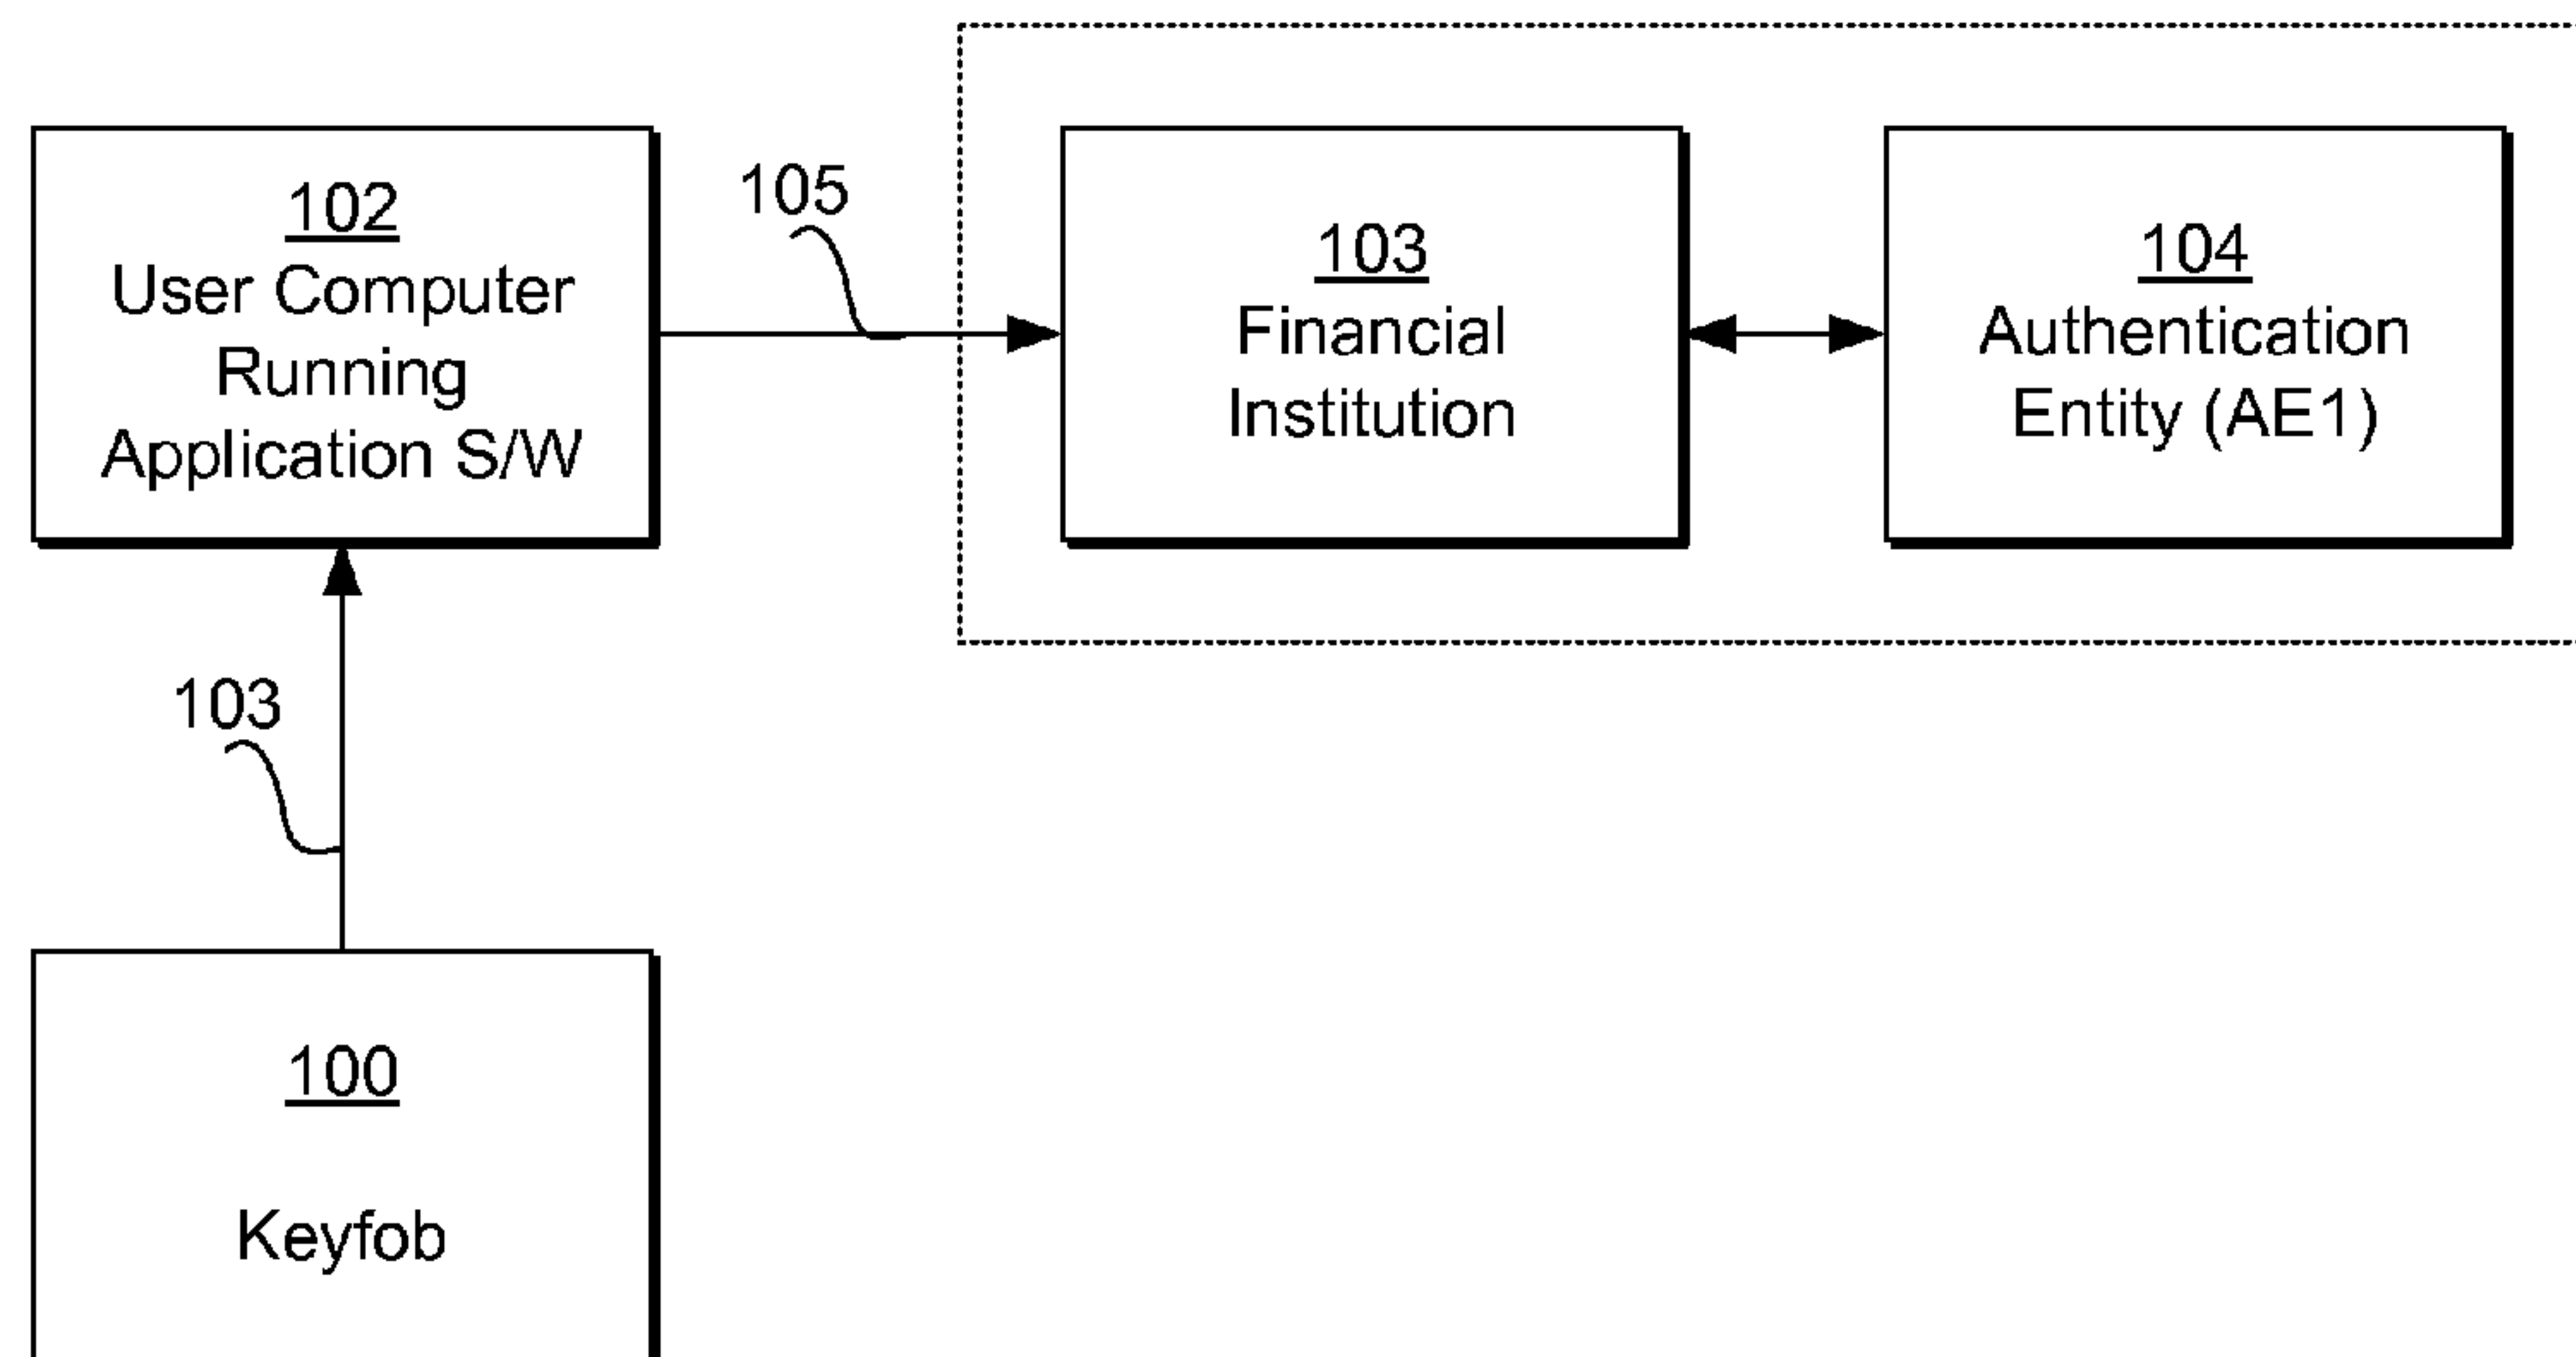 102
User Computer
Running
Application S/W
105
103
Financial
Institution
104
Authentication
Entity (AE1)
103
100
Keyfob